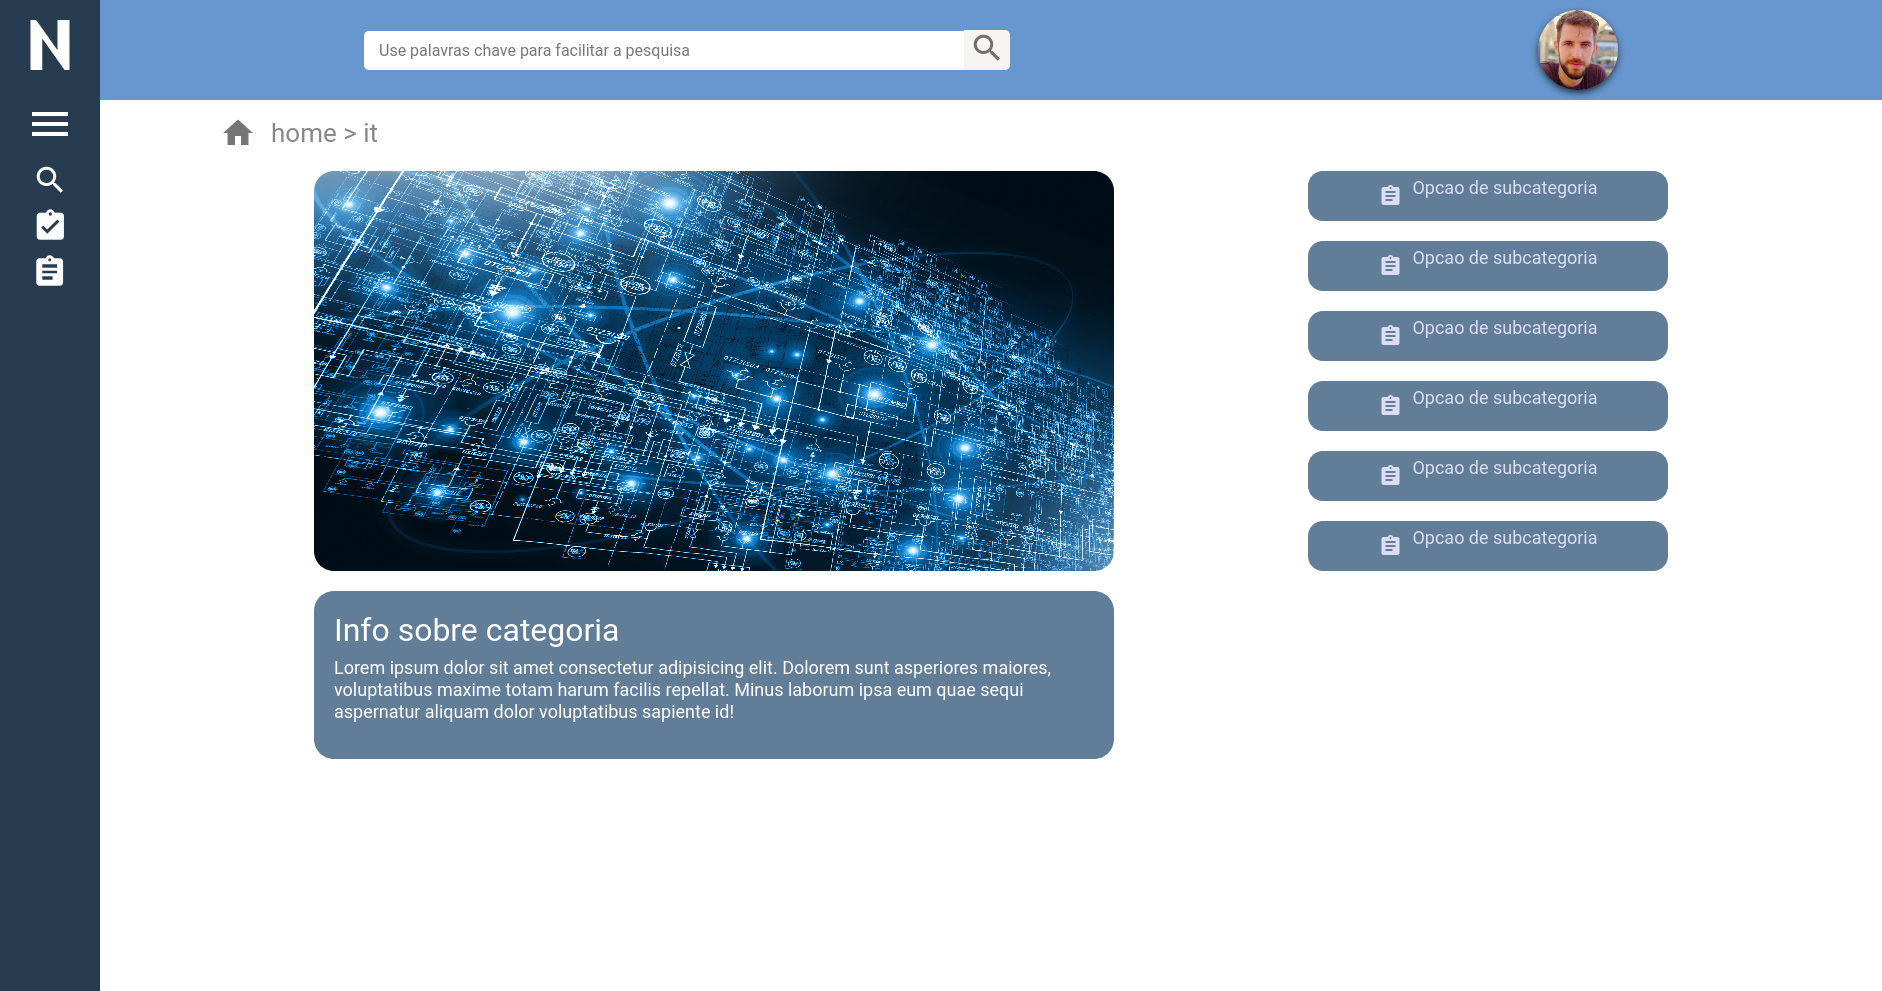 N
Use palavras chave para facilitar a pesquisa
home > it
Opcao de subcategoria
Opcao de subcategoria
Opcao de subcategoria
Opcao de subcategoria
Opcao de subcategoria
Opcao de subcategoria
Info sobre categoria
Lorem ipsum dolor sit amet consectetur adipisicing elit. Dolorem sunt asperiores maiores,
voluptatibus maxime totam harum facilis repellat. Minus laborum ipsa eum quae sequi
aspernatur aliquam dolor voluptatibus sapiente id!